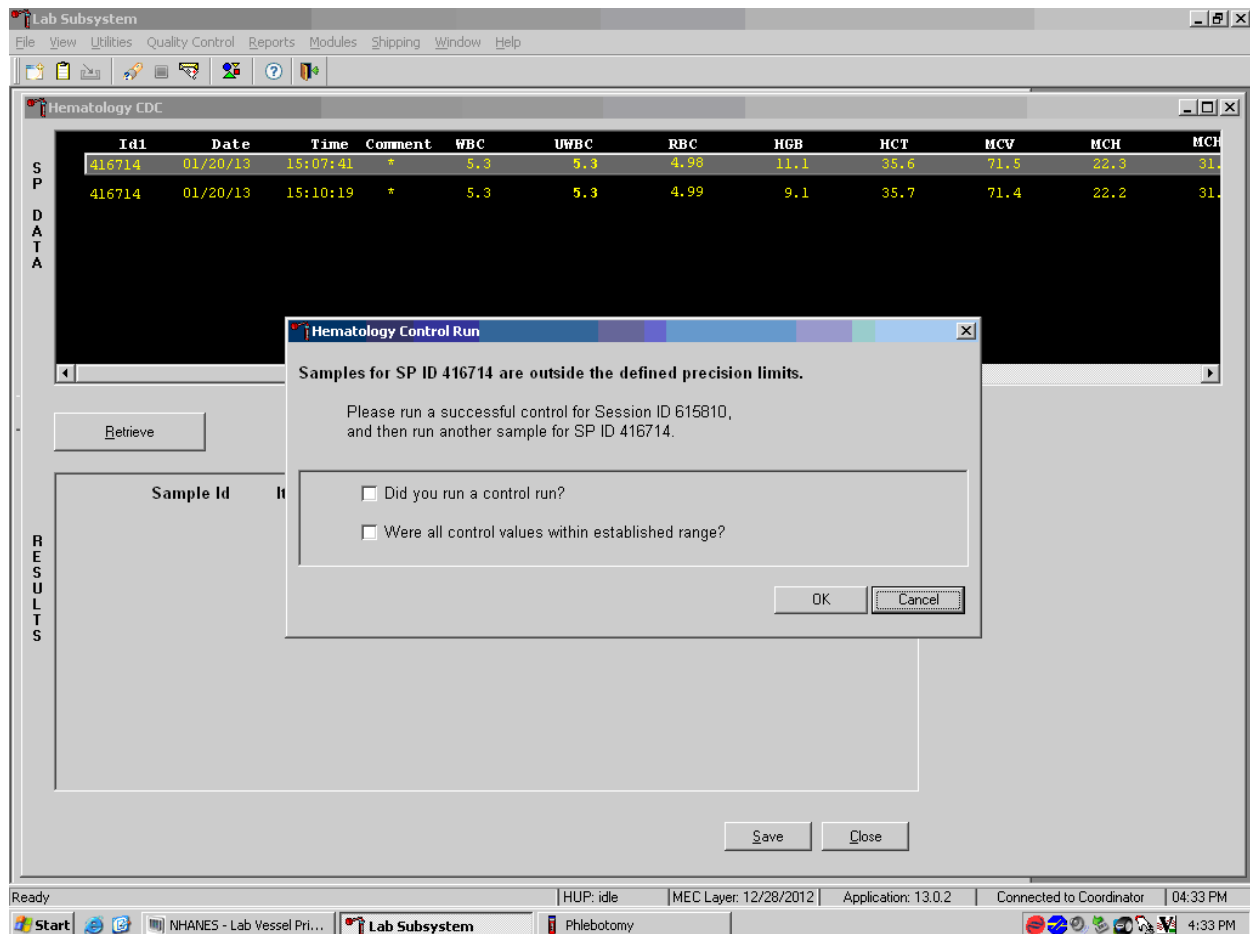 Lab Subsystem
File View Utilities Quality Control Reports Modules Shipping Window Help
Hematology CDC
Id1 Date Time Comment WBC UWBC RBC HGB HCT MCV MCH MCH
416714 01/20/13 15:07:41 * 5.3 5.3 4.98 11.1 35.6 71.5 22.3 31.
416714 01/20/13 15:10:19 * 5.3 5.3 4.99 9.1 35.7 71.4 22.2 31.
SP DATA
Hematology Control Run
Samples for SP ID 416714 are outside the defined precision limits.
Please run a successful control for Session ID 615810,
and then run another sample for SP ID 416714.
Did you run a control run?
Were all control values within established range?
OK Cancel
Retrieve
Sample Id It
RESULTS
Save Close
Ready HUP: idle MEC Layer: 12/28/2012 Application: 13.0.2 Connected to Coordinator 04:33 PM
Start NHANES - Lab Vessel Pri... Lab Subsystem Phlebotomy 4:33 PM